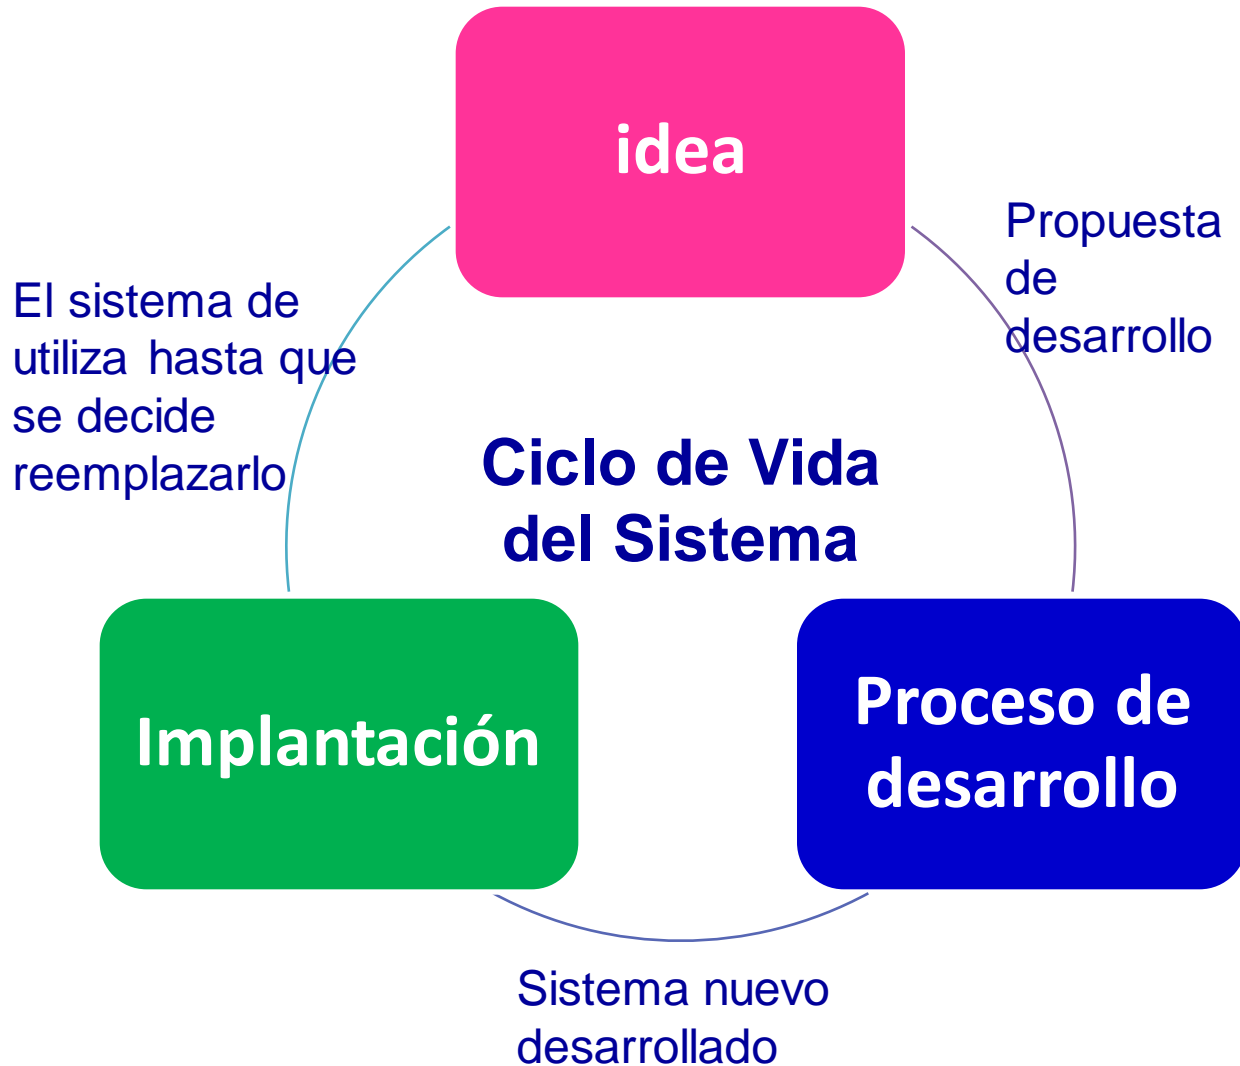 idea
Propuesta
de
desarrollo
El sistema de
utiliza hasta que
se decide
reemplazarlo
Ciclo de Vida
del Sistema
Implantación
Proceso de
desarrollo
Sistema nuevo
desarrollado